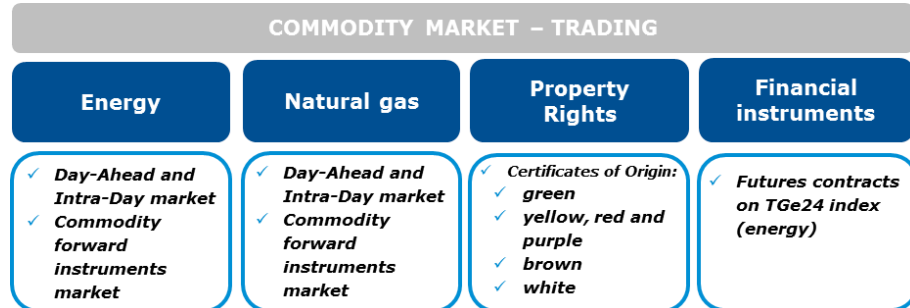 COMMODITY MARKET – TRADING
Energy
✓ Day-Ahead and
Intra-Day market
✓ Commodity
forward
instruments
market
Natural gas
✓ Day-Ahead and
Intra-Day market
✓ Commodity
forward
instruments
market
Property
Rights
✓ Certificates of Origin:
✓ green
✓ yellow, red and
purple
✓ brown
✓ white
Financial
instruments
✓ Futures contracts
on TGe24 index
(energy)